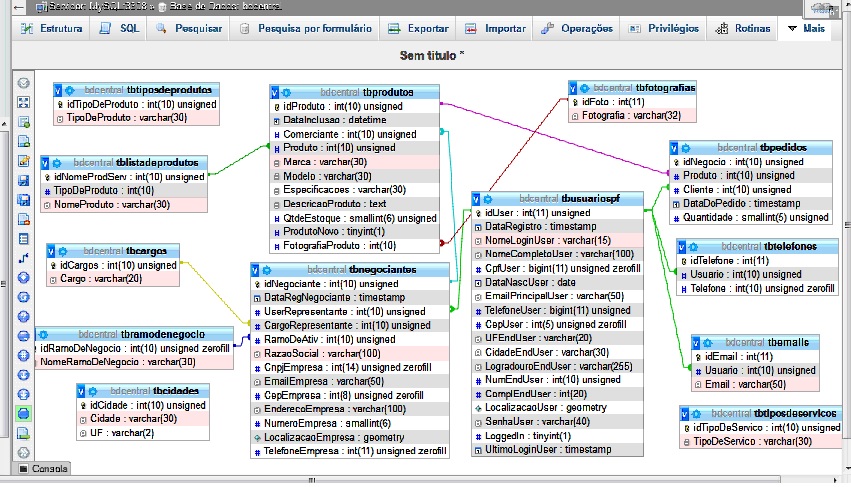 Servidor: MySQL:3306 » Base de Dados: bdcentral
Estrutura SQL Pesquisar Pesquisa por formulário Exportar Importar Operações Privilégios Rotinas Mais
Sem título *
bdcentral tbtiposdeprodutos
idTipoDeProduto : int(10) unsigned
TipoDeProduto : varchar(30)
bdcentral tblistadeprodutos
idNomeProdServ : int(10) unsigned
TipoDeProduto : int(10)
NomeProduto : varchar(30)
bdcentral tbcargos
idCargos : int(10) unsigned
Cargo : varchar(20)
bdcentral tbramodenegocio
idRamoDeNegocio : int(10) unsigned zerofill
NomeRamoDeNegocio : varchar(30)
bdcentral tbcidades
idCidade : int(10) unsigned
Cidade : varchar(30)
UF : varchar(2)
bdcentral tbprodutos
idProduto : int(10) unsigned
DataInclusao : datetime
Comerciante : int(10) unsigned
Produto : int(10) unsigned
Marca : varchar(30)
Modelo : varchar(30)
Especificacoes : varchar(30)
DescricaoProduto : text
QtdeEstoque : smallint(6) unsigned
ProdutoNovo : tinyint(1)
FotografiaProduto : int(10)
bdcentral tbnegociantes
idNegociante : int(10) unsigned
DataRegNegociante : timestamp
UserRepresentante : int(10) unsigned
CargoRepresentante : int(10) unsigned
RamoDeAtiv : int(10) unsigned
RazaoSocial : varchar(100)
CnpjEmpresa : int(14) unsigned zerofill
EmailEmpresa : varchar(50)
CepEmpresa : int(8) unsigned zerofill
EnderecoEmpresa : varchar(100)
NumeroEmpresa : smallint(6)
LocalizacaoEmpresa : geometry
TelefoneEmpresa : int(11) unsigned zerofill
bdcentral tbfotografias
idFoto : int(11)
Fotografia : varchar(32)
bdcentral tbusuariospf
idUser : int(11) unsigned
DataRegistro : timestamp
NomeLoginUser : varchar(15)
NomeCompletoUser : varchar(100)
CpfUser : bigint(11) unsigned zerofill
DataNascUser : date
EmailPrincipalUser : varchar(50)
TelefoneUser : bigint(11) unsigned
CepUser : int(5) unsigned zerofill
UFEndUser : varchar(20)
CidadeEndUser : varchar(30)
LogradouroEndUser : varchar(255)
NumEndUser : int(10) unsigned
ComplEndUser : int(20)
LocalizacaoUser : geometry
SenhaUser : varchar(40)
LoggedIn : tinyint(1)
UltimoLoginUser : timestamp
bdcentral tbpedidos
idNegocio : int(10) unsigned
Produto : int(10) unsigned
Cliente : int(10) unsigned
DataDoPedido : timestamp
Quantidade : smallint(5) unsigned
bdcentral tbtelefones
idTelefone : int(11)
Usuario : int(10) unsigned
Telefone : int(10) unsigned zerofill
bdcentral tbemails
idEmail : int(11)
Usuario : int(10) unsigned
Email : varchar(50)
bdcentral tbtiposdeservicos
idTipoDeServico : int(10) unsigned
TipoDeServico : varchar(30)
Consola